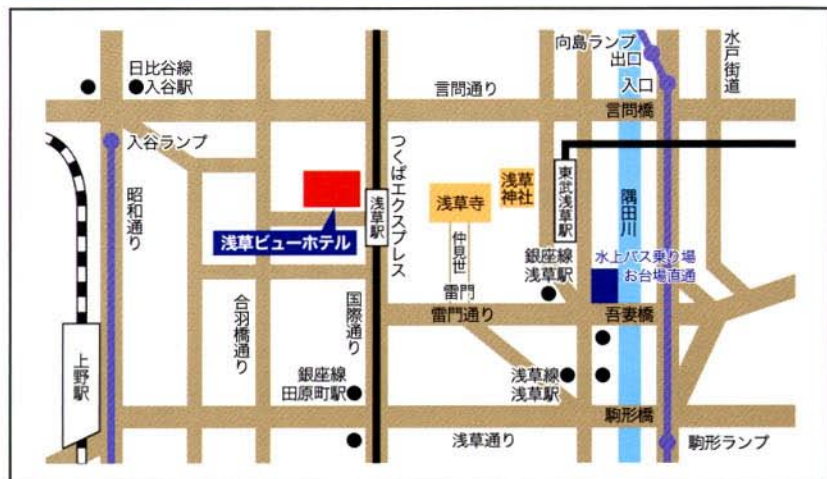 向島ランプ
出口
水戸街道
日比谷線
入谷駅
言問通り
入口
言問橋
入谷ランプ
つくばエクスプレス
昭和通り
浅草駅
浅草寺
浅草
神社
東武浅草駅
隅田川
浅草ビューホテル
仲見世
銀座線
浅草駅
水上バス乗り場
お台場直通
雷門
合羽橋通り
国際通り
雷門通り
吾妻橋
上野駅
銀座線
田原町駅
浅草線
浅草駅
駒形橋
浅草通り
駒形ランプ